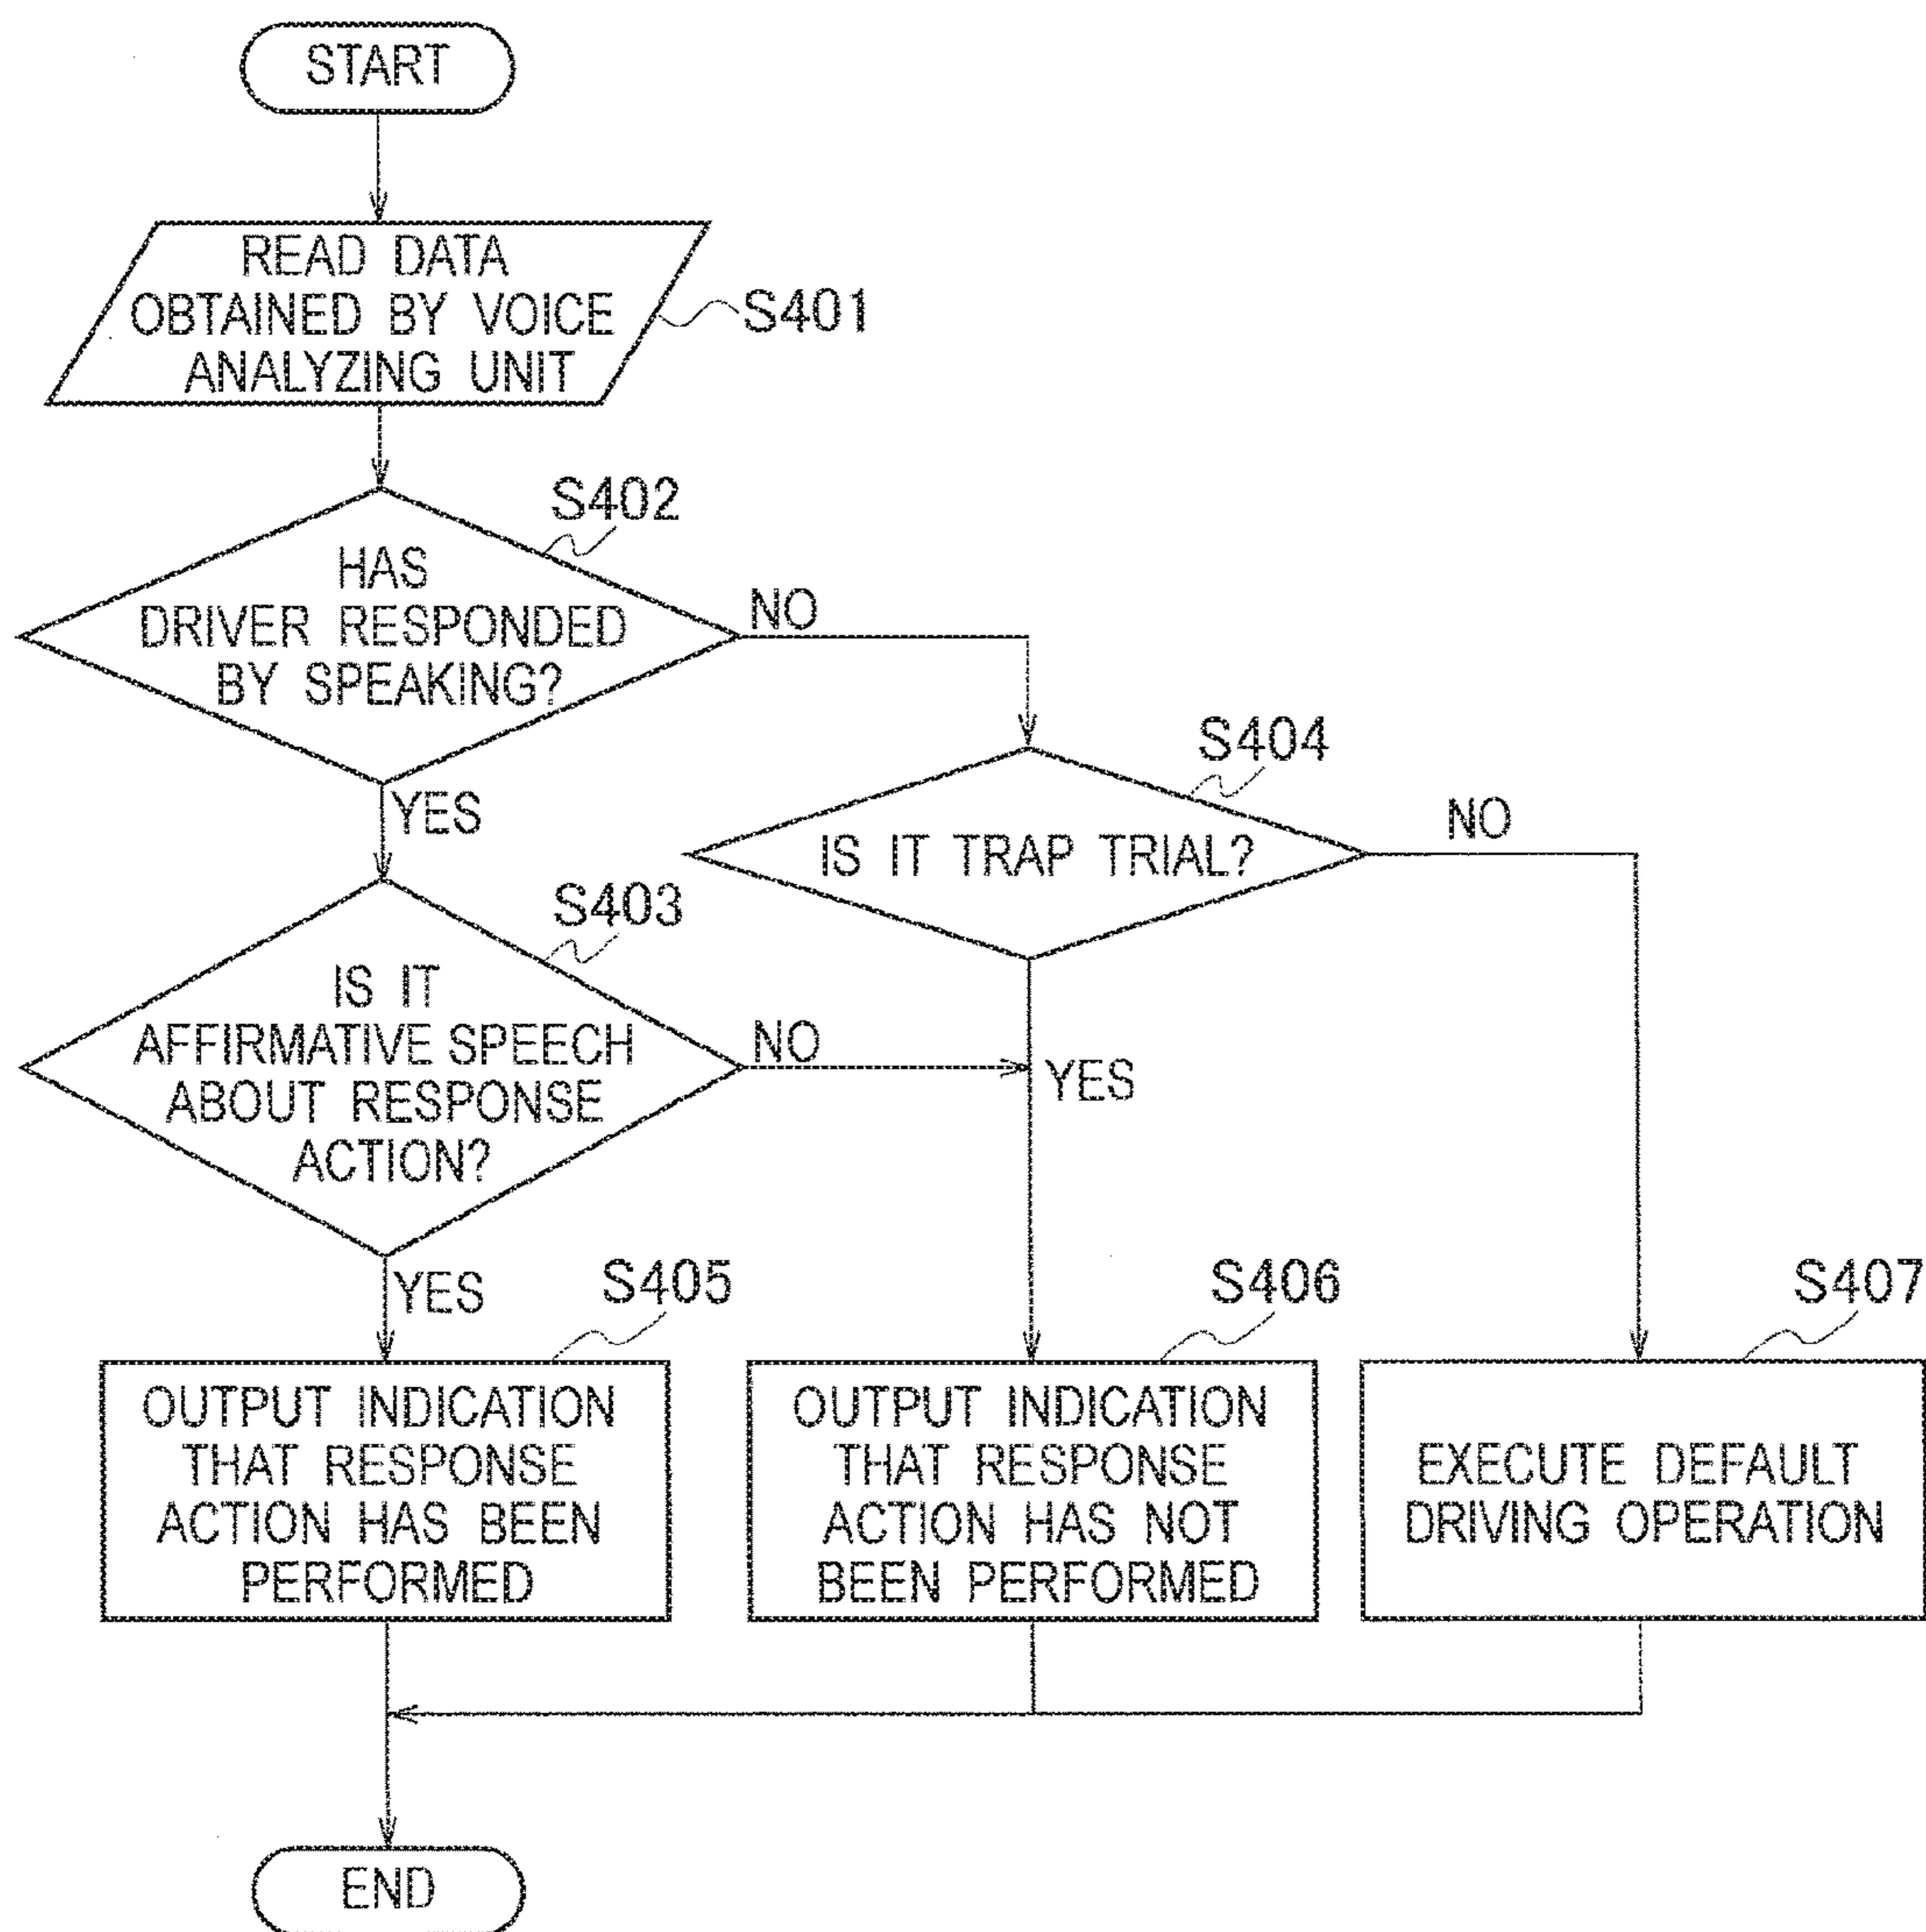 START
READ DATA
OBTAINED BY VOICE
ANALYZING UNIT
S401
S402
HAS
DRIVER RESPONDED
BY SPEAKING?
NO
YES
S404
IS IT TRAP TRIAL?
NO
YES
S403
IS IT
AFFIRMATIVE SPEECH
ABOUT RESPONSE
ACTION?
NO
YES
S405
OUTPUT INDICATION
THAT RESPONSE
ACTION HAS BEEN
PERFORMED
S406
OUTPUT INDICATION
THAT RESPONSE
ACTION HAS NOT
BEEN PERFORMED
S407
EXECUTE DEFAULT
DRIVING OPERATION
END